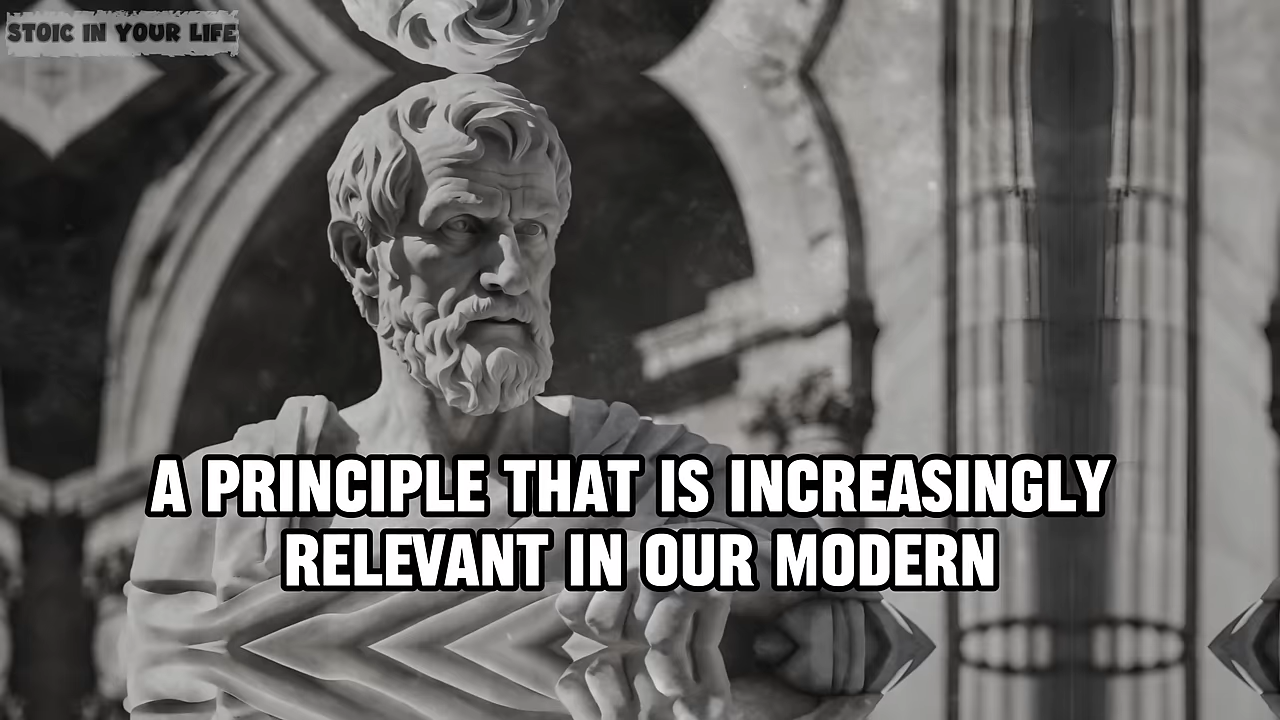 STOIC IN YOUR LIFE
A PRINCIPLE THAT IS INCREASINGLY
RELEVANT IN OUR MODERN